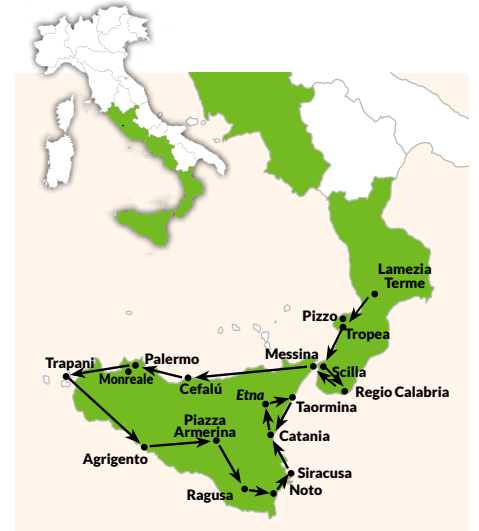 Lamezia
Terme
Pizzo
Tropea
Messina
Scilla
Trapani
Palermo
Monreale
Cefalú
Regio Calabria
Etna
Taormina
Piazza
Armerina
Catania
Agrigento
Siracusa
Ragusa
Noto